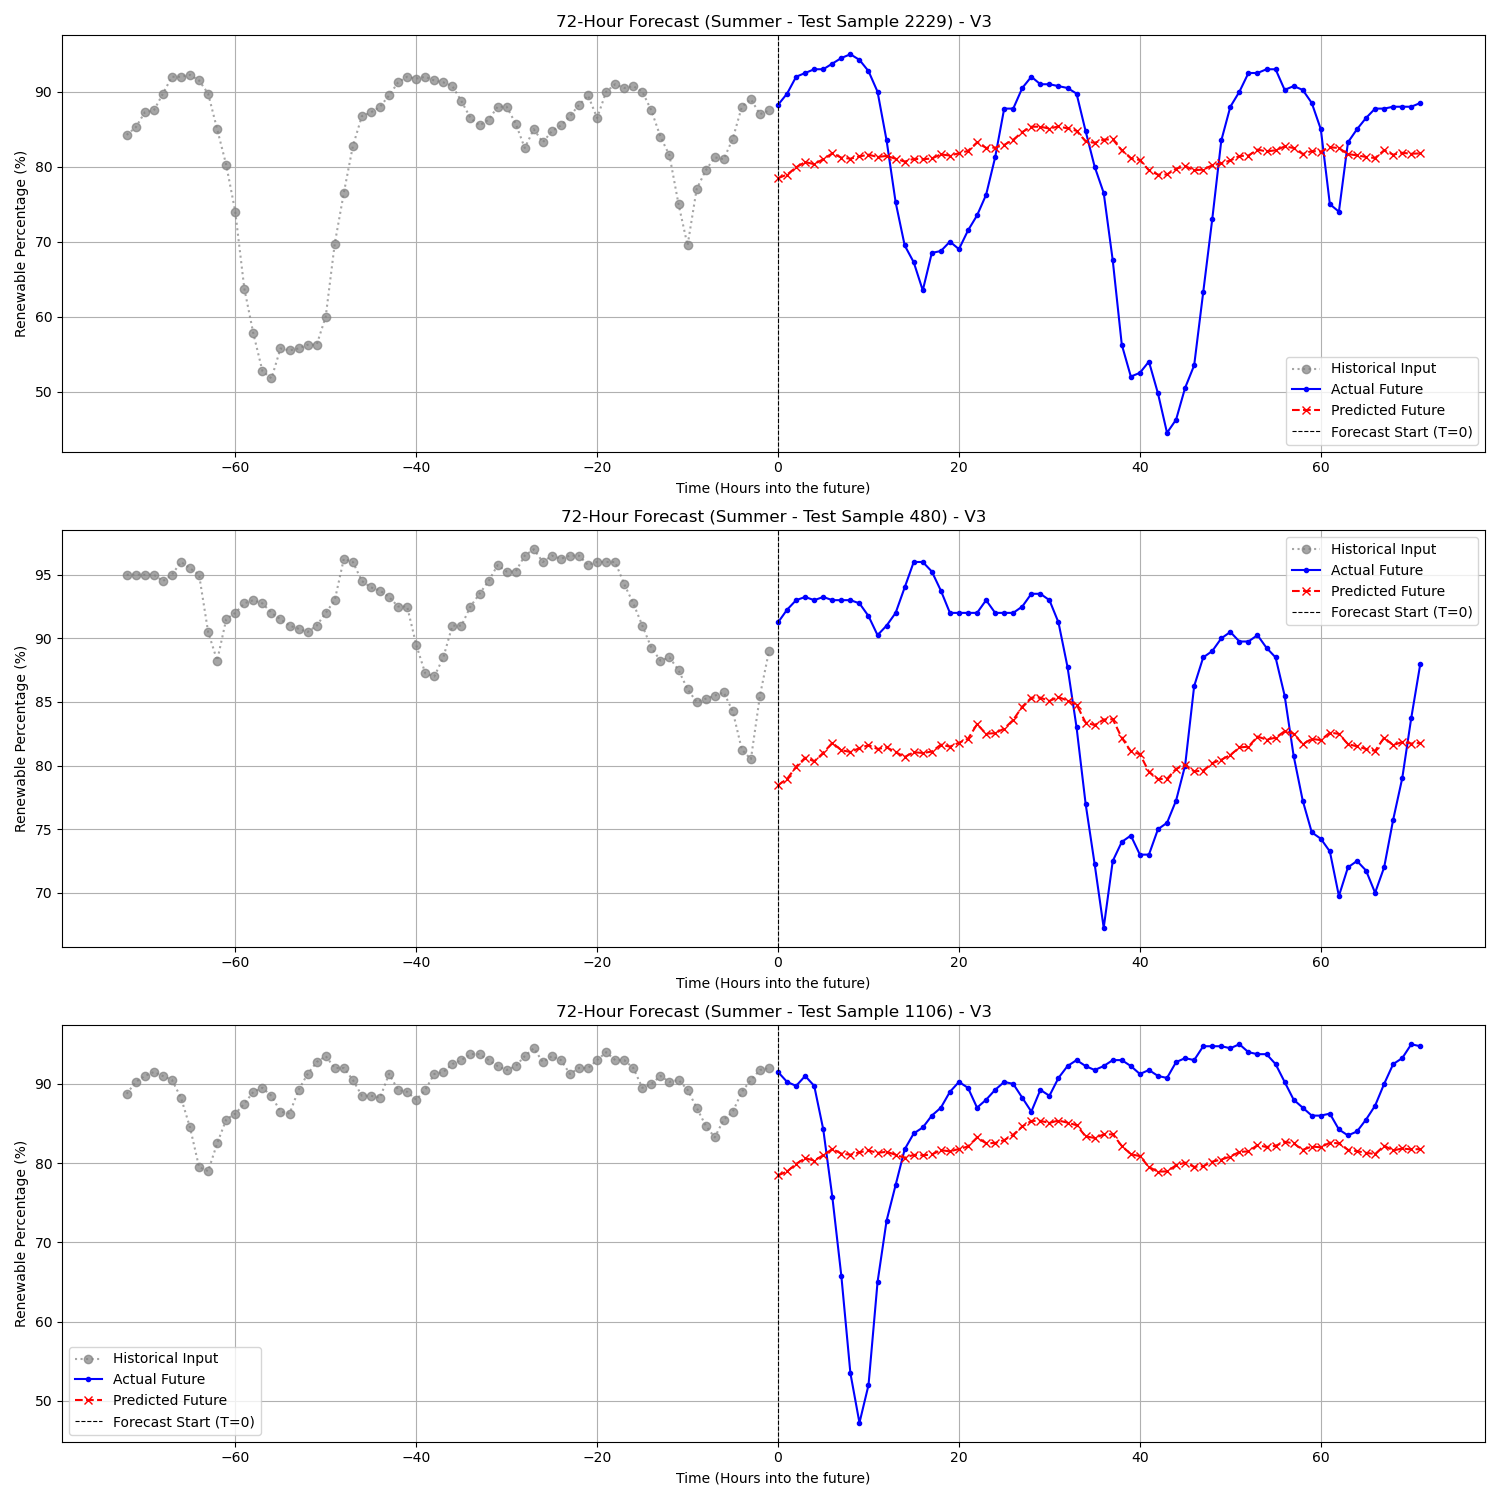 72-Hour Forecast (Summer - Test Sample 2229) - V3
Renewable Percentage (%)
90
80
70
60
50
Historical Input
Actual Future
Predicted Future
Forecast Start (T=0)
−60
−40
−20
0
20
40
60
Time (Hours into the future)
72-Hour Forecast (Summer - Test Sample 480) - V3
Renewable Percentage (%)
95
90
85
80
75
70
Historical Input
Actual Future
Predicted Future
Forecast Start (T=0)
−60
−40
−20
0
20
40
60
Time (Hours into the future)
72-Hour Forecast (Summer - Test Sample 1106) - V3
Renewable Percentage (%)
90
80
70
60
50
Historical Input
Actual Future
Predicted Future
Forecast Start (T=0)
−60
−40
−20
0
20
40
60
Time (Hours into the future)